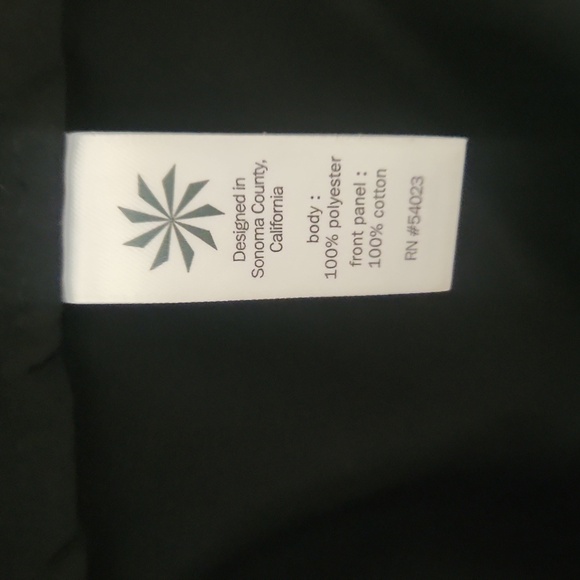 Designed in
Sonoma County,
California
body :
100% polyester
front panel :
100% cotton
RN #54023